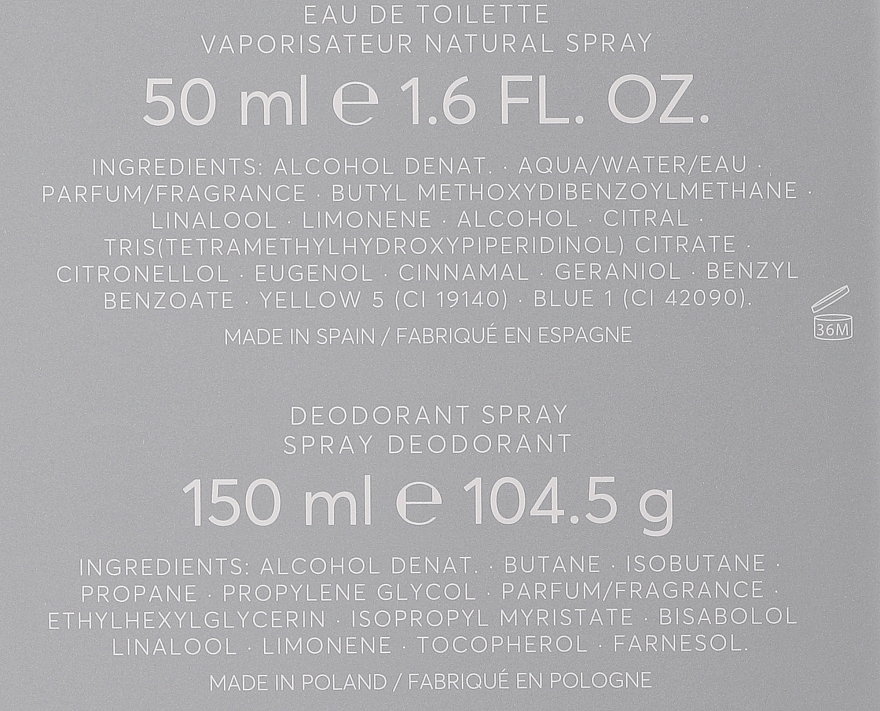 EAU DE TOILETTE
VAPORISATEUR NATURAL SPRAY
50 ml ℮ 1.6 FL. OZ.
INGREDIENTS: ALCOHOL DENAT. · AQUA/WATER/EAU ·
PARFUM/FRAGRANCE · BUTYL METHOXYDIBENZOYLMETHANE ·
LINALOOL · LIMONENE · ALCOHOL · CITRAL ·
TRIS(TETRAMETHYLHYDROXYPIPERIDINOL) CITRATE ·
CITRONELLOL · EUGENOL · CINNAMAL · GERANIOL · BENZYL
BENZOATE · YELLOW 5 (CI 19140) · BLUE 1 (CI 42090).
36M
MADE IN SPAIN / FABRIQUÉ EN ESPAGNE
DEODORANT SPRAY
SPRAY DEODORANT
150 ml ℮ 104.5 g
INGREDIENTS: ALCOHOL DENAT. · BUTANE · ISOBUTANE ·
PROPANE · PROPYLENE GLYCOL · PARFUM/FRAGRANCE ·
ETHYLHEXYLGLYCERIN · ISOPROPYL MYRISTATE · BISABOLOL
LINALOOL · LIMONENE · TOCOPHEROL · FARNESOL.
MADE IN POLAND / FABRIQUÉ EN POLOGNE